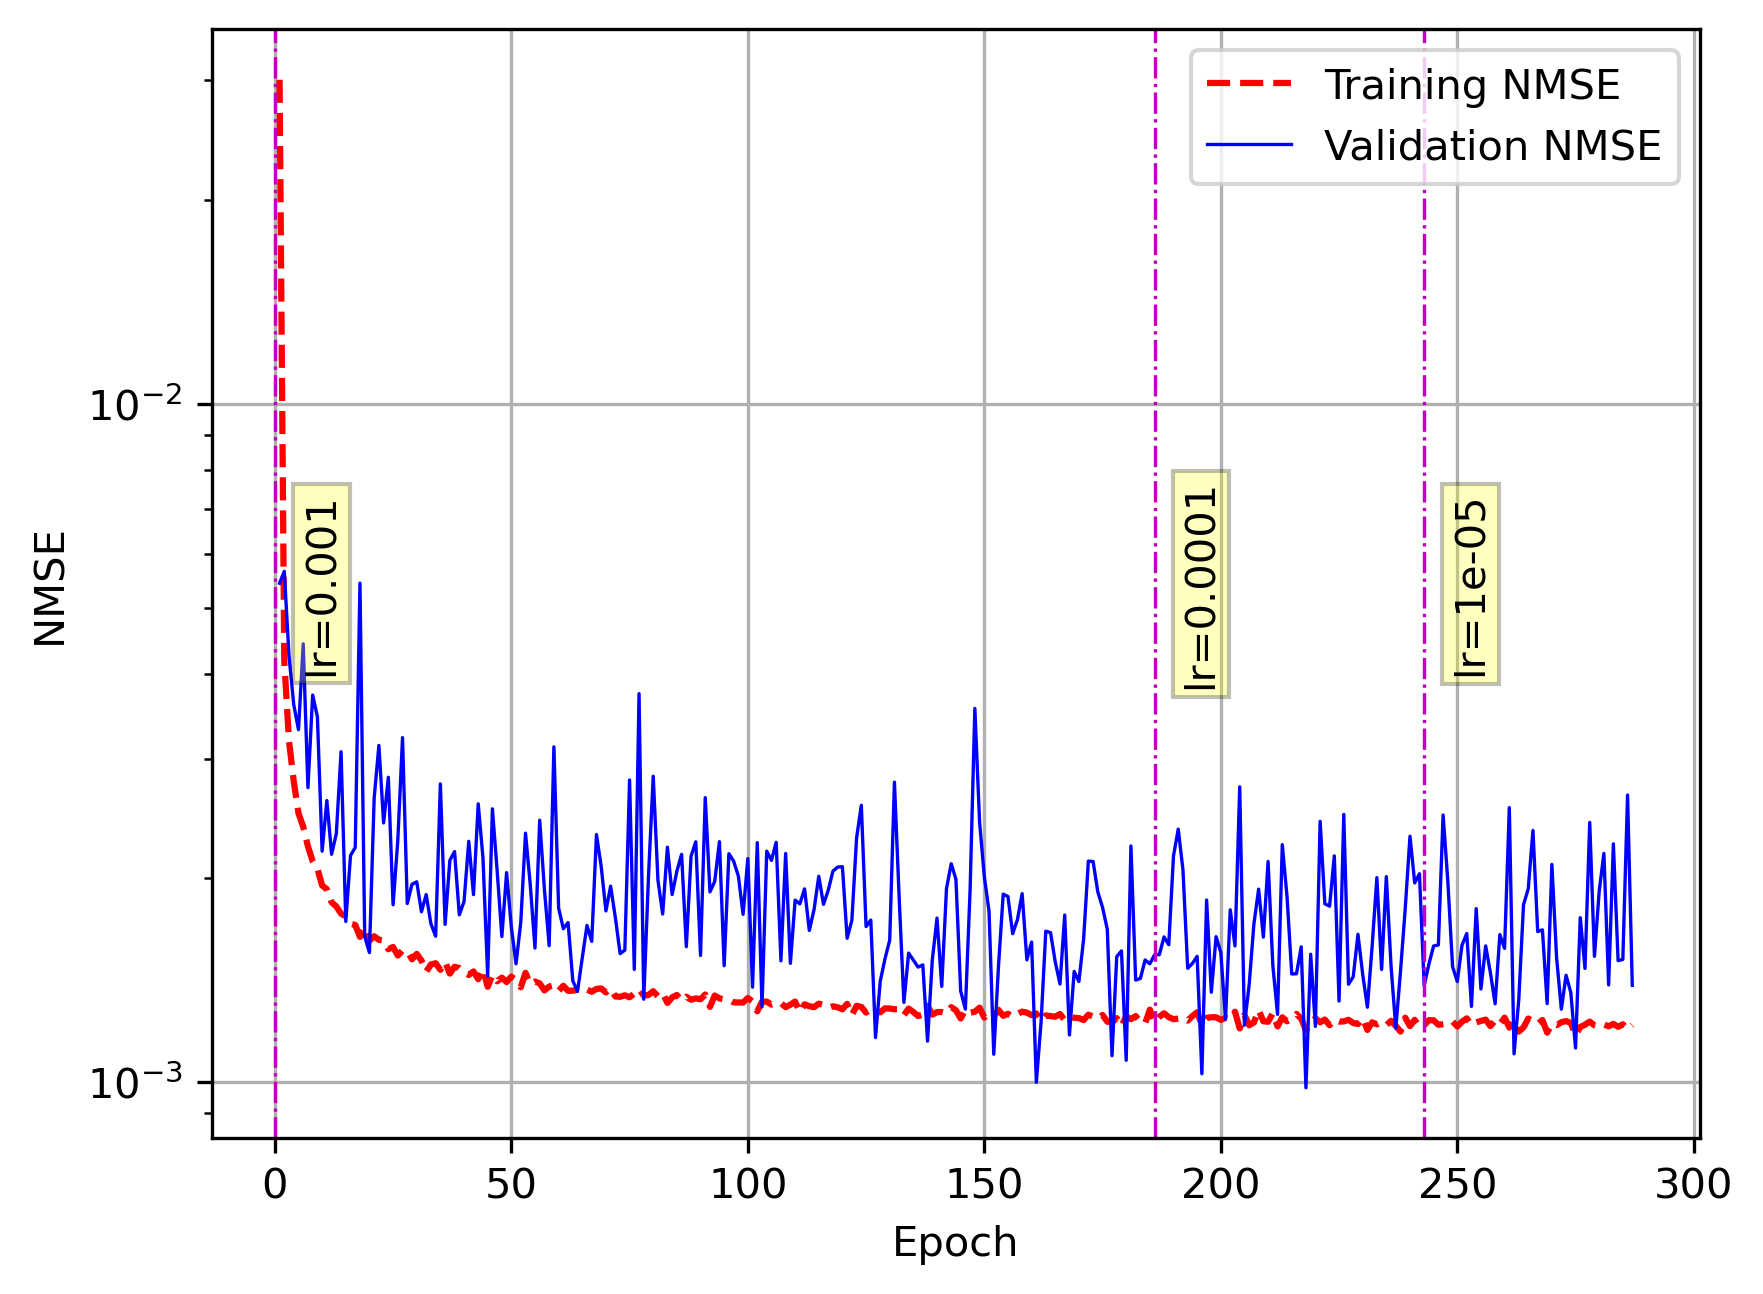 Training NMSE
Validation NMSE
10⁻²
10⁻³
NMSE
lr=0.001
lr=0.0001
lr=1e-05
0 50 100 150 200 250 300
Epoch